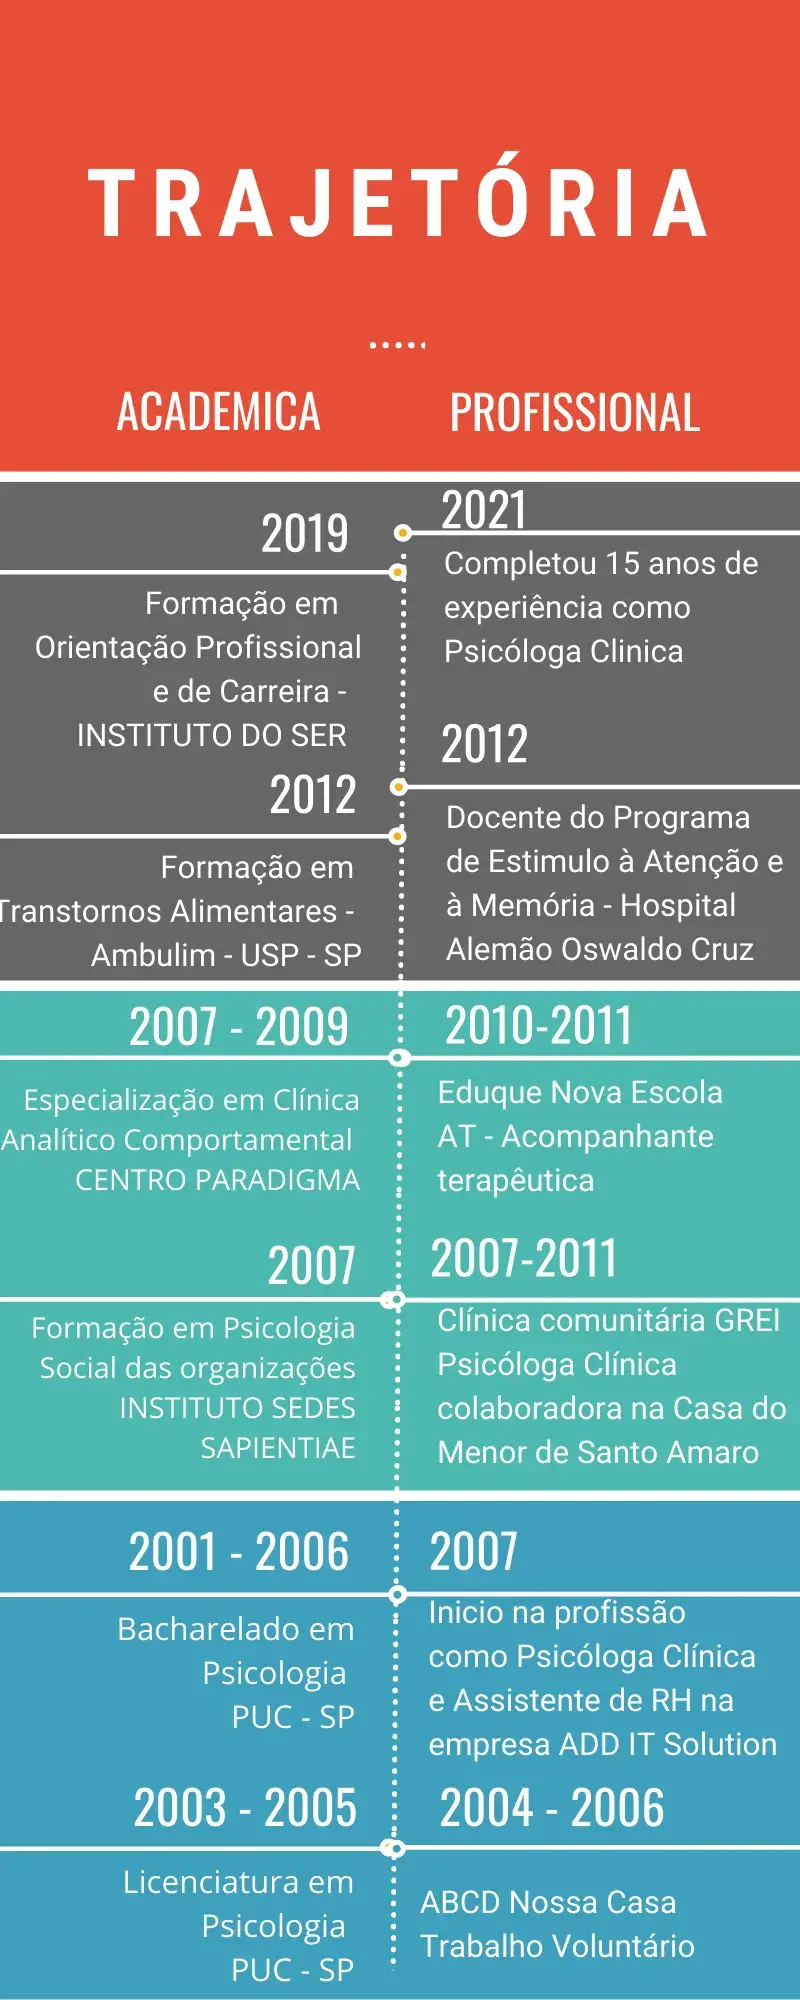 TRAJETÓRIA
ACADEMICA
PROFISSIONAL
2019
Formação em
Orientação Profissional
e de Carreira -
INSTITUTO DO SER
2012
Formação em
Transtornos Alimentares -
Ambulim - USP - SP
2007 - 2009
Especialização em Clínica
Analítico Comportamental
CENTRO PARADIGMA
2007
Formação em Psicologia
Social das organizações
INSTITUTO SEDES
SAPIENTIAE
2001 - 2006
Bacharelado em
Psicologia
PUC - SP
2003 - 2005
Licenciatura em
Psicologia
PUC - SP
2021
Completou 15 anos de
experiência como
Psicóloga Clinica
2012
Docente do Programa
de Estimulo à Atenção e
à Memória - Hospital
Alemão Oswaldo Cruz
2010-2011
Eduque Nova Escola
AT - Acompanhante
terapêutica
2007-2011
Clínica comunitária GREI
Psicóloga Clínica
colaboradora na Casa do
Menor de Santo Amaro
2007
Inicio na profissão
como Psicóloga Clínica
e Assistente de RH na
empresa ADD IT Solution
2004 - 2006
ABCD Nossa Casa
Trabalho Voluntário